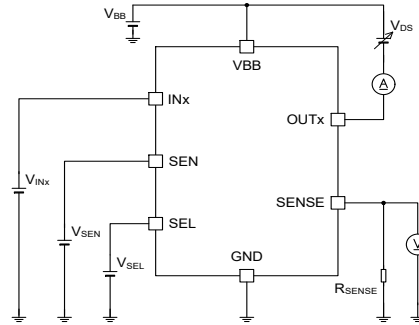 VBB
VDS
VBB
A
INx
OUTx
SEN
VINx
SEL
SENSE
VSEN
V
VSEL
GND
RSENSE